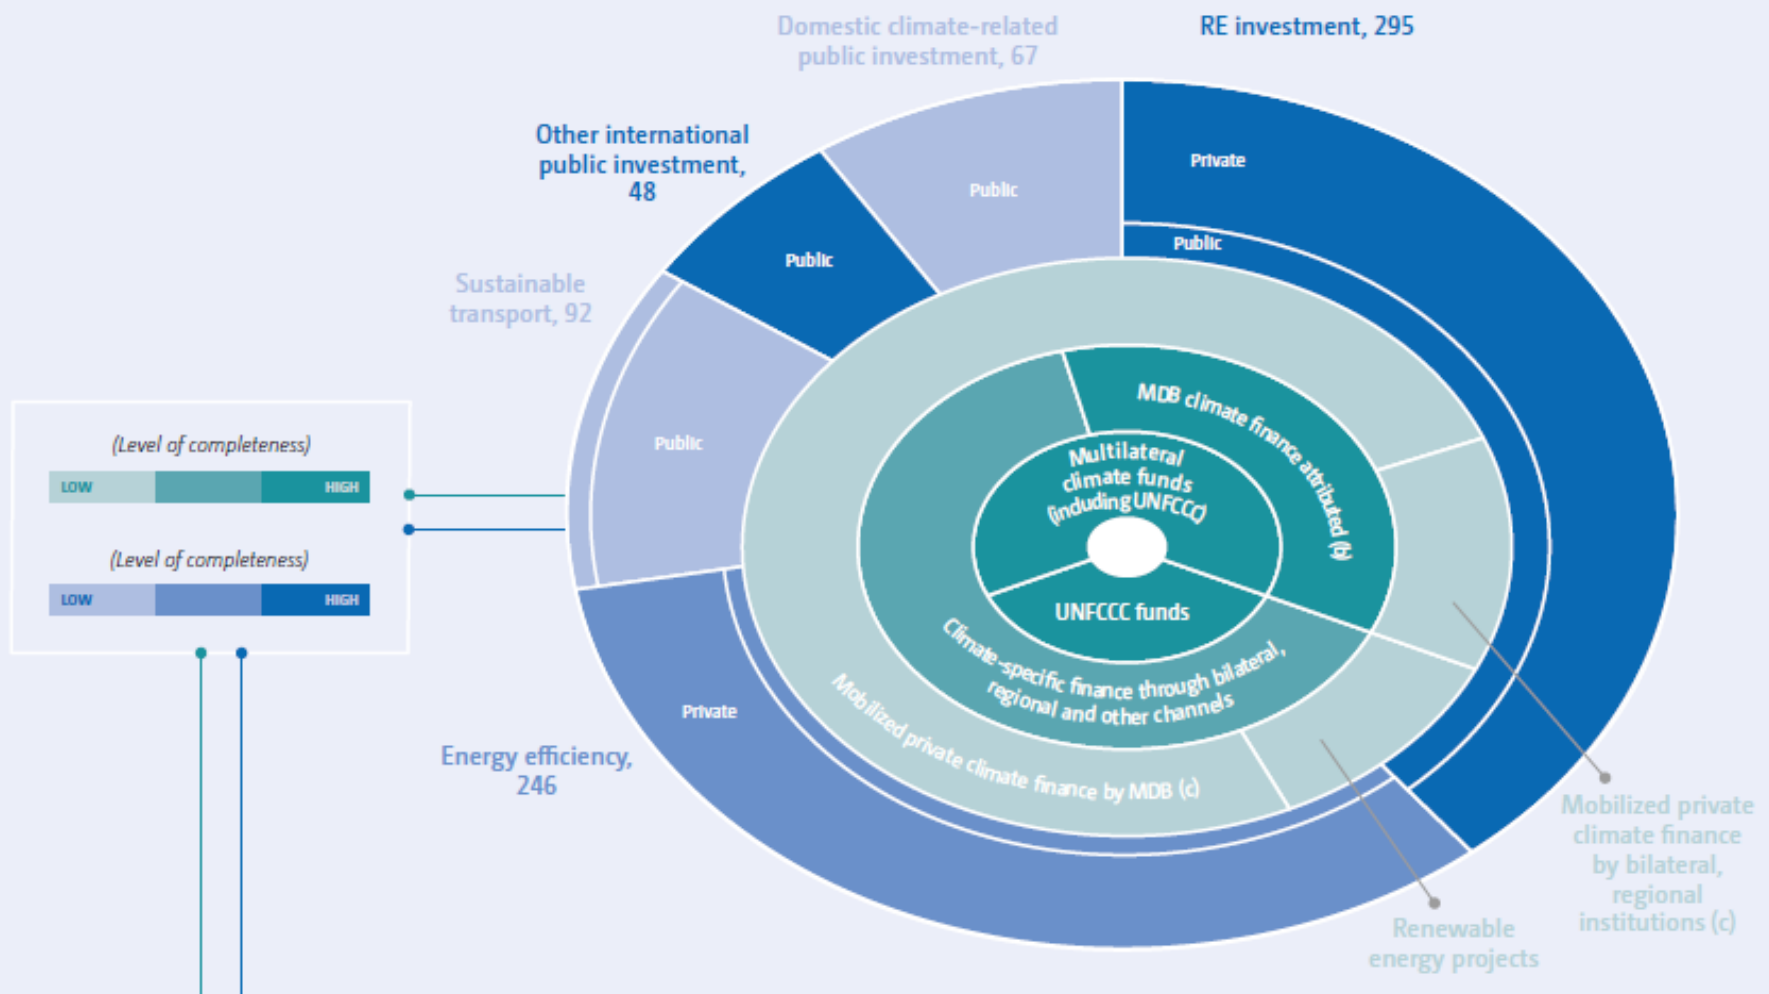 Domestic climate-related
public investment, 67
RE investment, 295
Other international
public investment,
48
Private
Public
Public
Public
Sustainable
transport, 92
Public
MDB climate finance attributed (b)
Multilateral
climate funds
(including UNFCCC)
UNFCCC funds
Climate-specific finance through bilateral,
regional and other channels
Mobilized private climate finance by MDB (c)
Private
Energy efficiency,
246
(Level of completeness)
LOW HIGH
(Level of completeness)
LOW HIGH
Mobilized private
climate finance
by bilateral,
regional
institutions (c)
Renewable
energy projects